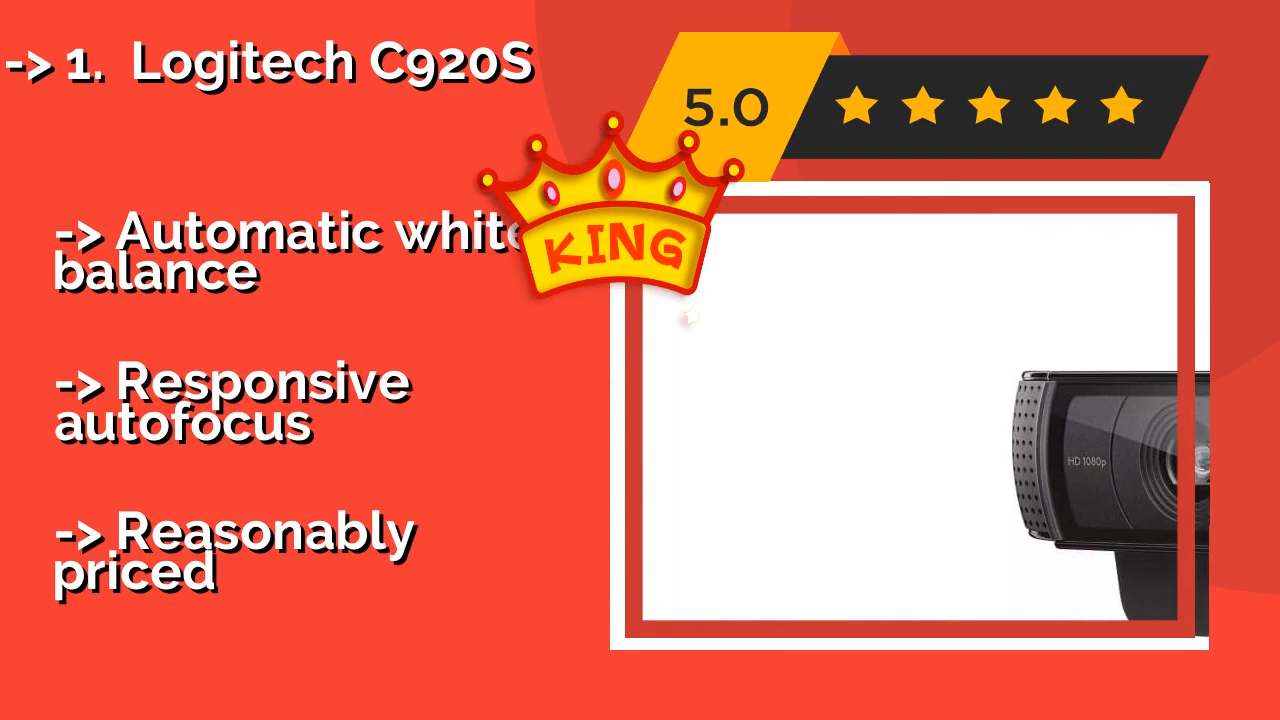 -> 1. Logitech C920S
5.0
KING
-> Automatic white
balance
-> Responsive
autofocus
HD 1080p
-> Reasonably
priced